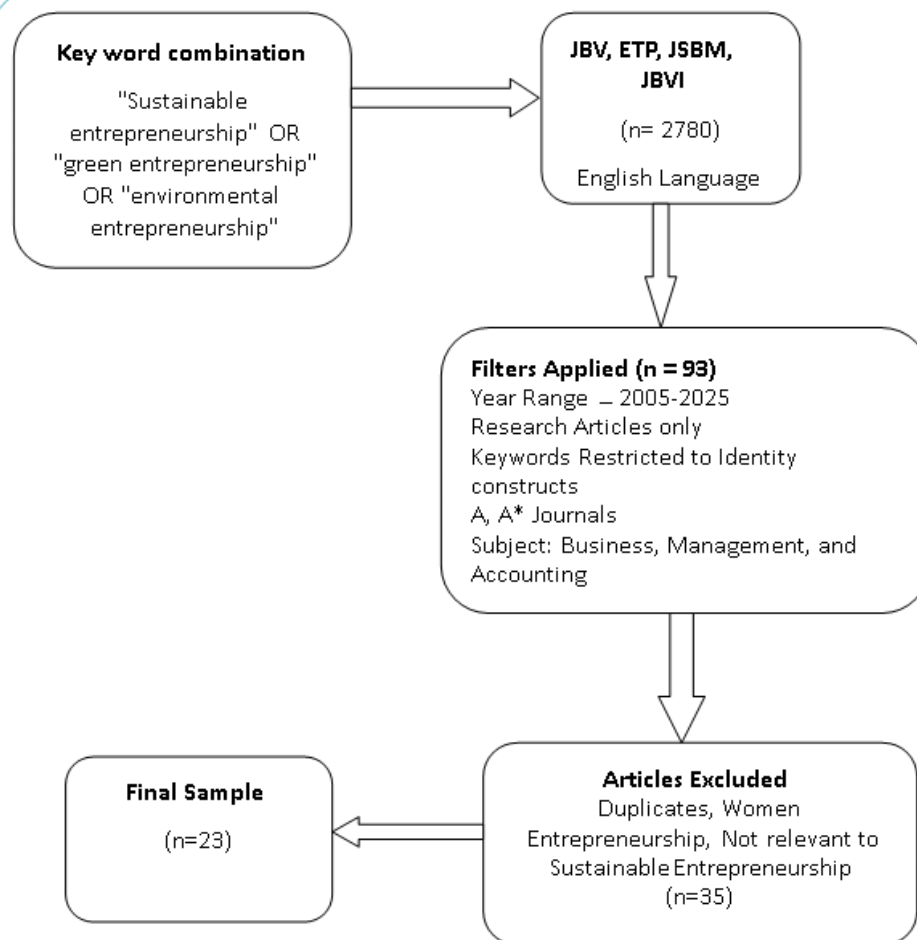 Key word combination
"Sustainable
entrepreneurship" OR
"green entrepreneurship"
OR "environmental
entrepreneurship"
JBV, ETP, JSBM,
JBVI
(n= 2780)
English Language
Filters Applied (n = 93)
Year Range – 2005-2025
Research Articles only
Keywords Restricted to Identity
constructs
A, A* Journals
Subject: Business, Management, and
Accounting
Articles Excluded
Duplicates, Women
Entrepreneurship, Not relevant to
Sustainable Entrepreneurship
(n=35)
Final Sample
(n=23)